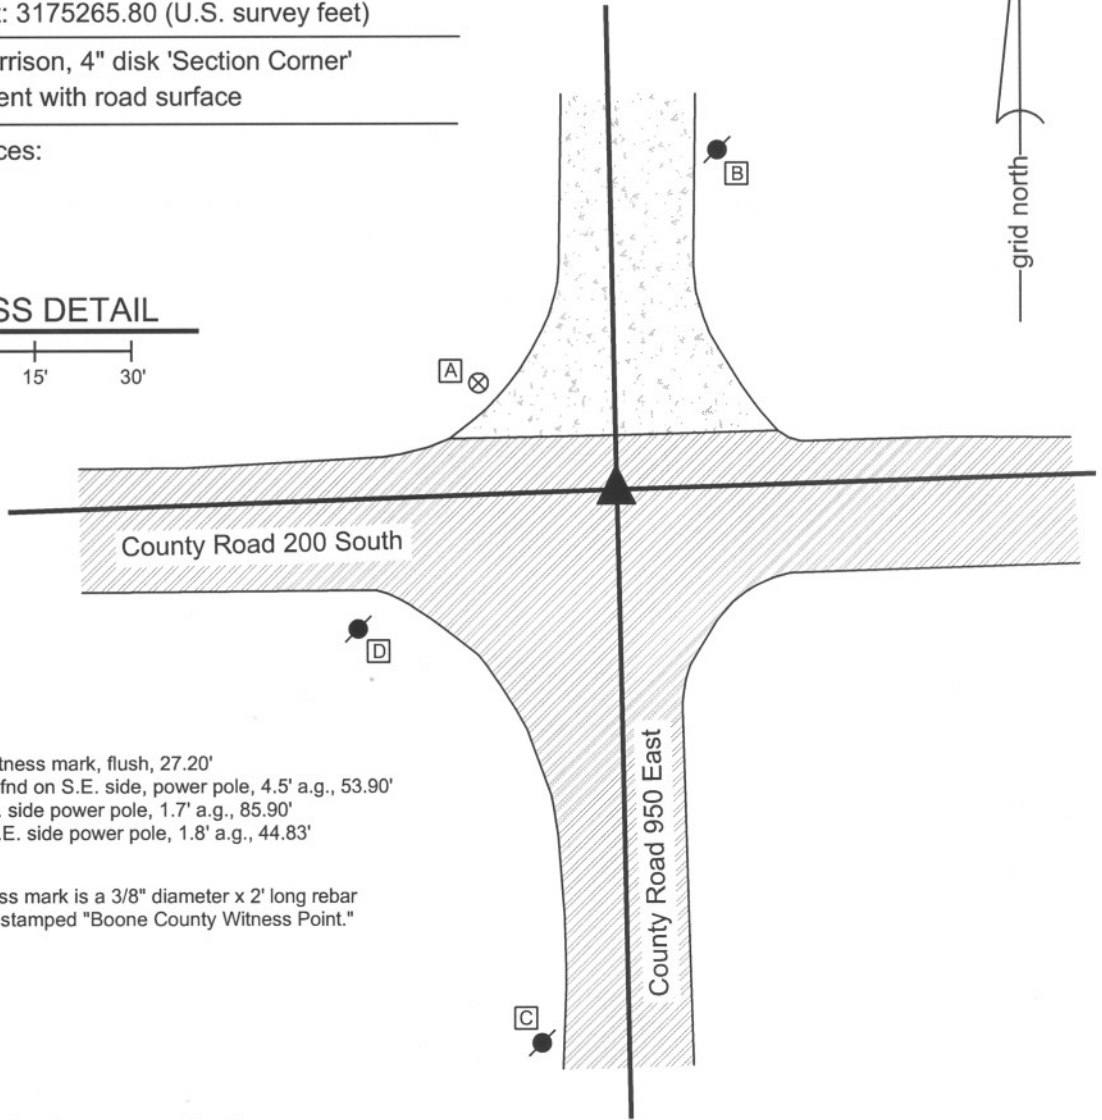 : 3175265.80 (U.S. survey feet)
rrison, 4" disk 'Section Corner'
ent with road surface
ces:
SS DETAIL
15' 30'
grid north
B
A
County Road 200 South
D
tness mark, flush, 27.20'
fnd on S.E. side, power pole, 4.5' a.g., 53.90'
. side power pole, 1.7' a.g., 85.90'
.E. side power pole, 1.8' a.g., 44.83'
ss mark is a 3/8" diameter x 2' long rebar
stamped "Boone County Witness Point."
County Road 950 East
C